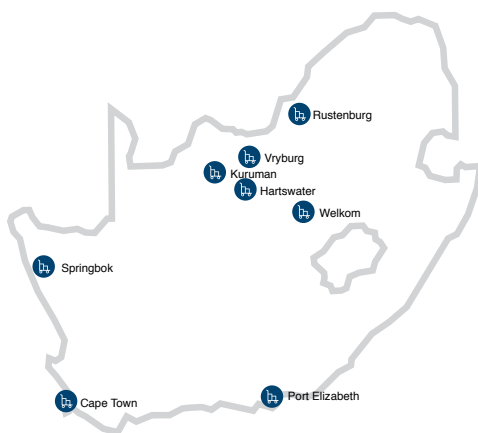 Rustenburg
Vryburg
Kuruman
Hartswater
Welkom
Springbok
Port Elizabeth
Cape Town